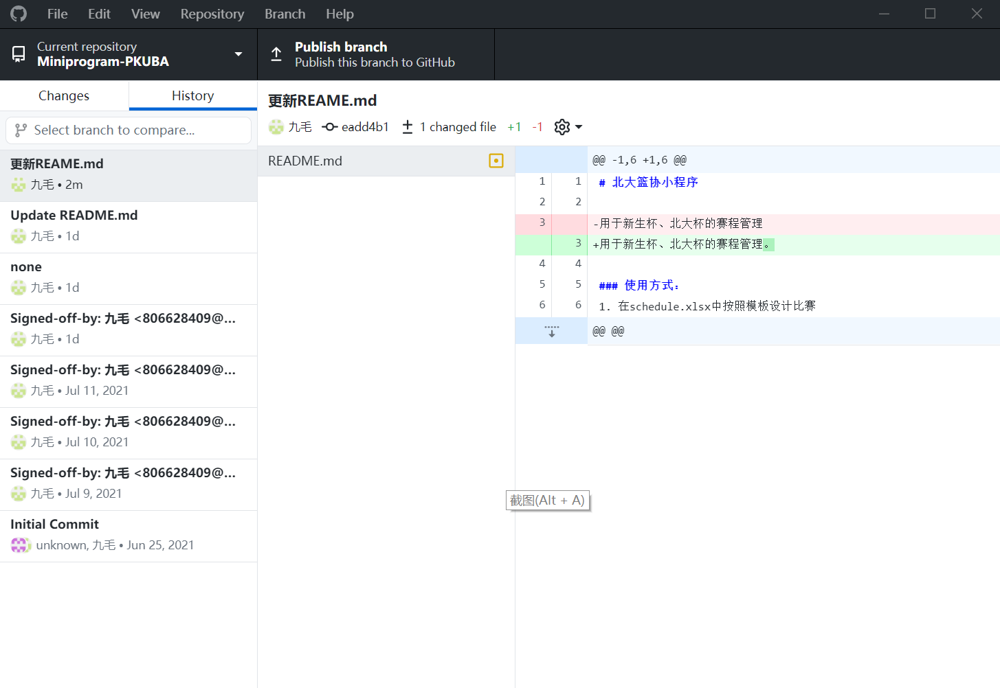 File Edit View Repository Branch Help
Current repository
Miniprogram-PKUBA
Publish branch
Publish this branch to GitHub
Changes
History
Select branch to compare...
更新REAME.md
九毛 • 2m
Update README.md
九毛 • 1d
none
九毛 • 1d
Signed-off-by: 九毛 <806628409@...
九毛 • 1d
Signed-off-by: 九毛 <806628409@...
九毛 • Jul 11, 2021
Signed-off-by: 九毛 <806628409@...
九毛 • Jul 10, 2021
Signed-off-by: 九毛 <806628409@...
九毛 • Jul 9, 2021
Initial Commit
unknown, 九毛 • Jun 25, 2021
更新REAME.md
九毛 eadd4b1 1 changed file +1 -1
README.md
@@ -1,6 +1,6 @@
1 1 # 北大篮协小程序
2 2
3 -用于新生杯、北大杯的赛程管理
3 +用于新生杯、北大杯的赛程管理。
4 4
5 5 ### 使用方式：
6 6 1. 在schedule.xlsx中按照模板设计比赛
@@ @@
截图(Alt + A)